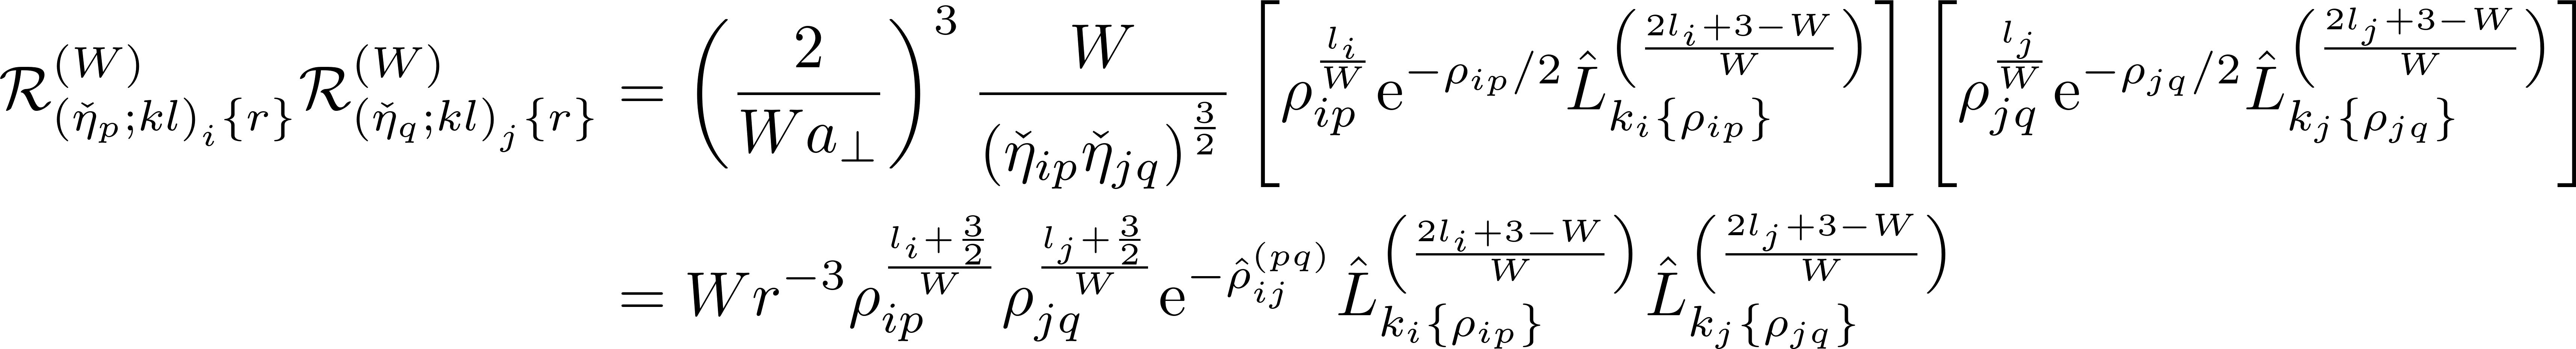 \mathcal{R}^{(W)}_{(\check{\eta}_p;kl)_i\{r\}} \mathcal{R}^{(W)}_{(\check{\eta}_q;kl)_j\{r\}} = \left(\frac{2}{Wa_\perp}\right)^3 \frac{W}{(\check{\eta}_{ip}\check{\eta}_{jq})^{\frac{3}{2}}} \left[\rho_{ip}^{\frac{l_i}{W}} \mathrm{e}^{-\rho_{ip}/2} \hat{L}_{k_i\{\rho_{ip}\}}^{\left(\frac{2l_i+3-W}{W}\right)}\right] \left[\rho_{jq}^{\frac{l_j}{W}} \mathrm{e}^{-\rho_{jq}/2} \hat{L}_{k_j\{\rho_{jq}\}}^{\left(\frac{2l_j+3-W}{W}\right)}\right]
= W r^{-3} \rho_{ip}^{\frac{l_i+\frac{3}{2}}{W}} \rho_{jq}^{\frac{l_j+\frac{3}{2}}{W}} \mathrm{e}^{-\hat{\rho}_{ij}^{(pq)}} \hat{L}_{k_i\{\rho_{ip}\}}^{\left(\frac{2l_i+3-W}{W}\right)} \hat{L}_{k_j\{\rho_{jq}\}}^{\left(\frac{2l_j+3-W}{W}\right)}